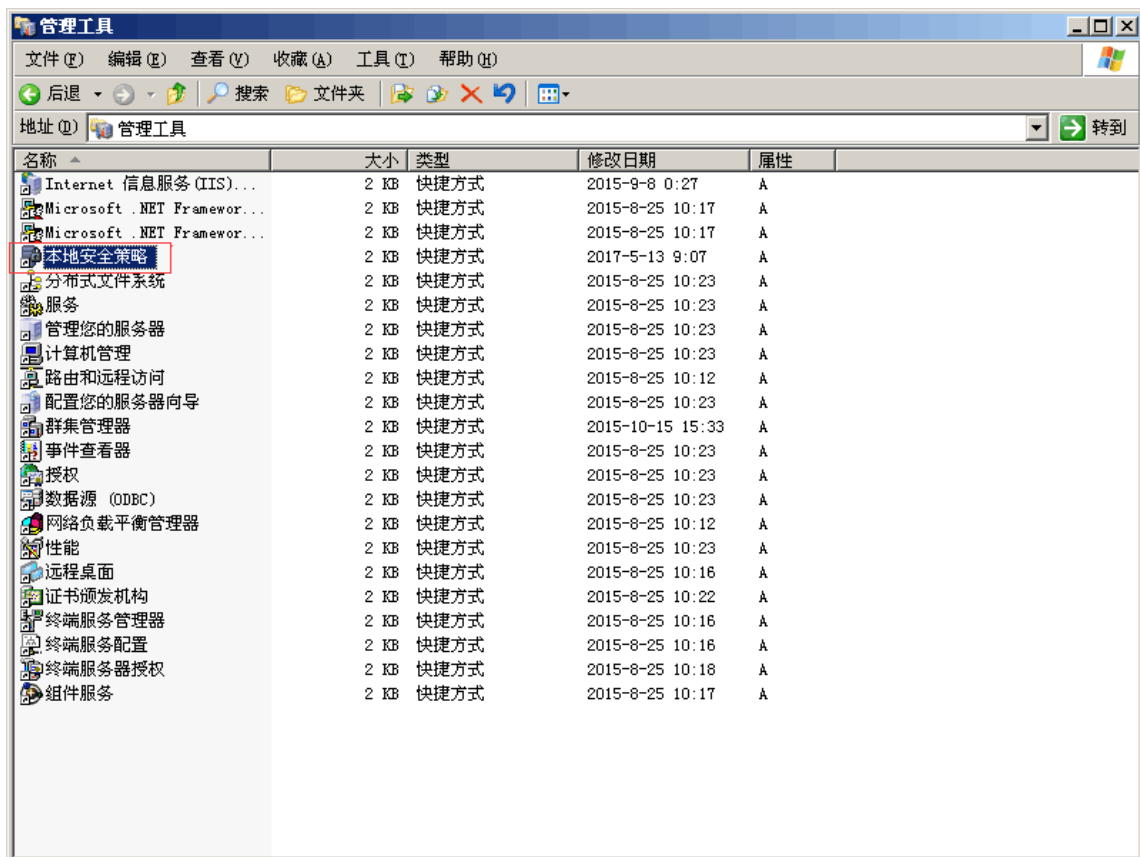 管理工具
文件(F) 编辑(E) 查看(V) 收藏(A) 工具(T) 帮助(H)
后退 搜索 文件夹
地址(D) 管理工具 转到
名称 大小 类型 修改日期 属性
Internet 信息服务(IIS)... 2 KB 快捷方式 2015-9-8 0:27 A
Microsoft .NET Framewor... 2 KB 快捷方式 2015-8-25 10:17 A
Microsoft .NET Framewor... 2 KB 快捷方式 2015-8-25 10:17 A
本地安全策略 2 KB 快捷方式 2017-5-13 9:07 A
分布式文件系统 2 KB 快捷方式 2015-8-25 10:23 A
服务 2 KB 快捷方式 2015-8-25 10:23 A
管理您的服务器 2 KB 快捷方式 2015-8-25 10:23 A
计算机管理 2 KB 快捷方式 2015-8-25 10:23 A
路由和远程访问 2 KB 快捷方式 2015-8-25 10:12 A
配置您的服务器向导 2 KB 快捷方式 2015-8-25 10:23 A
群集管理器 2 KB 快捷方式 2015-10-15 15:33 A
事件查看器 2 KB 快捷方式 2015-8-25 10:23 A
授权 2 KB 快捷方式 2015-8-25 10:23 A
数据源 (ODBC) 2 KB 快捷方式 2015-8-25 10:23 A
网络负载平衡管理器 2 KB 快捷方式 2015-8-25 10:12 A
性能 2 KB 快捷方式 2015-8-25 10:23 A
远程桌面 2 KB 快捷方式 2015-8-25 10:16 A
证书颁发机构 2 KB 快捷方式 2015-8-25 10:22 A
终端服务管理器 2 KB 快捷方式 2015-8-25 10:16 A
终端服务配置 2 KB 快捷方式 2015-8-25 10:16 A
终端服务器授权 2 KB 快捷方式 2015-8-25 10:18 A
组件服务 2 KB 快捷方式 2015-8-25 10:17 A